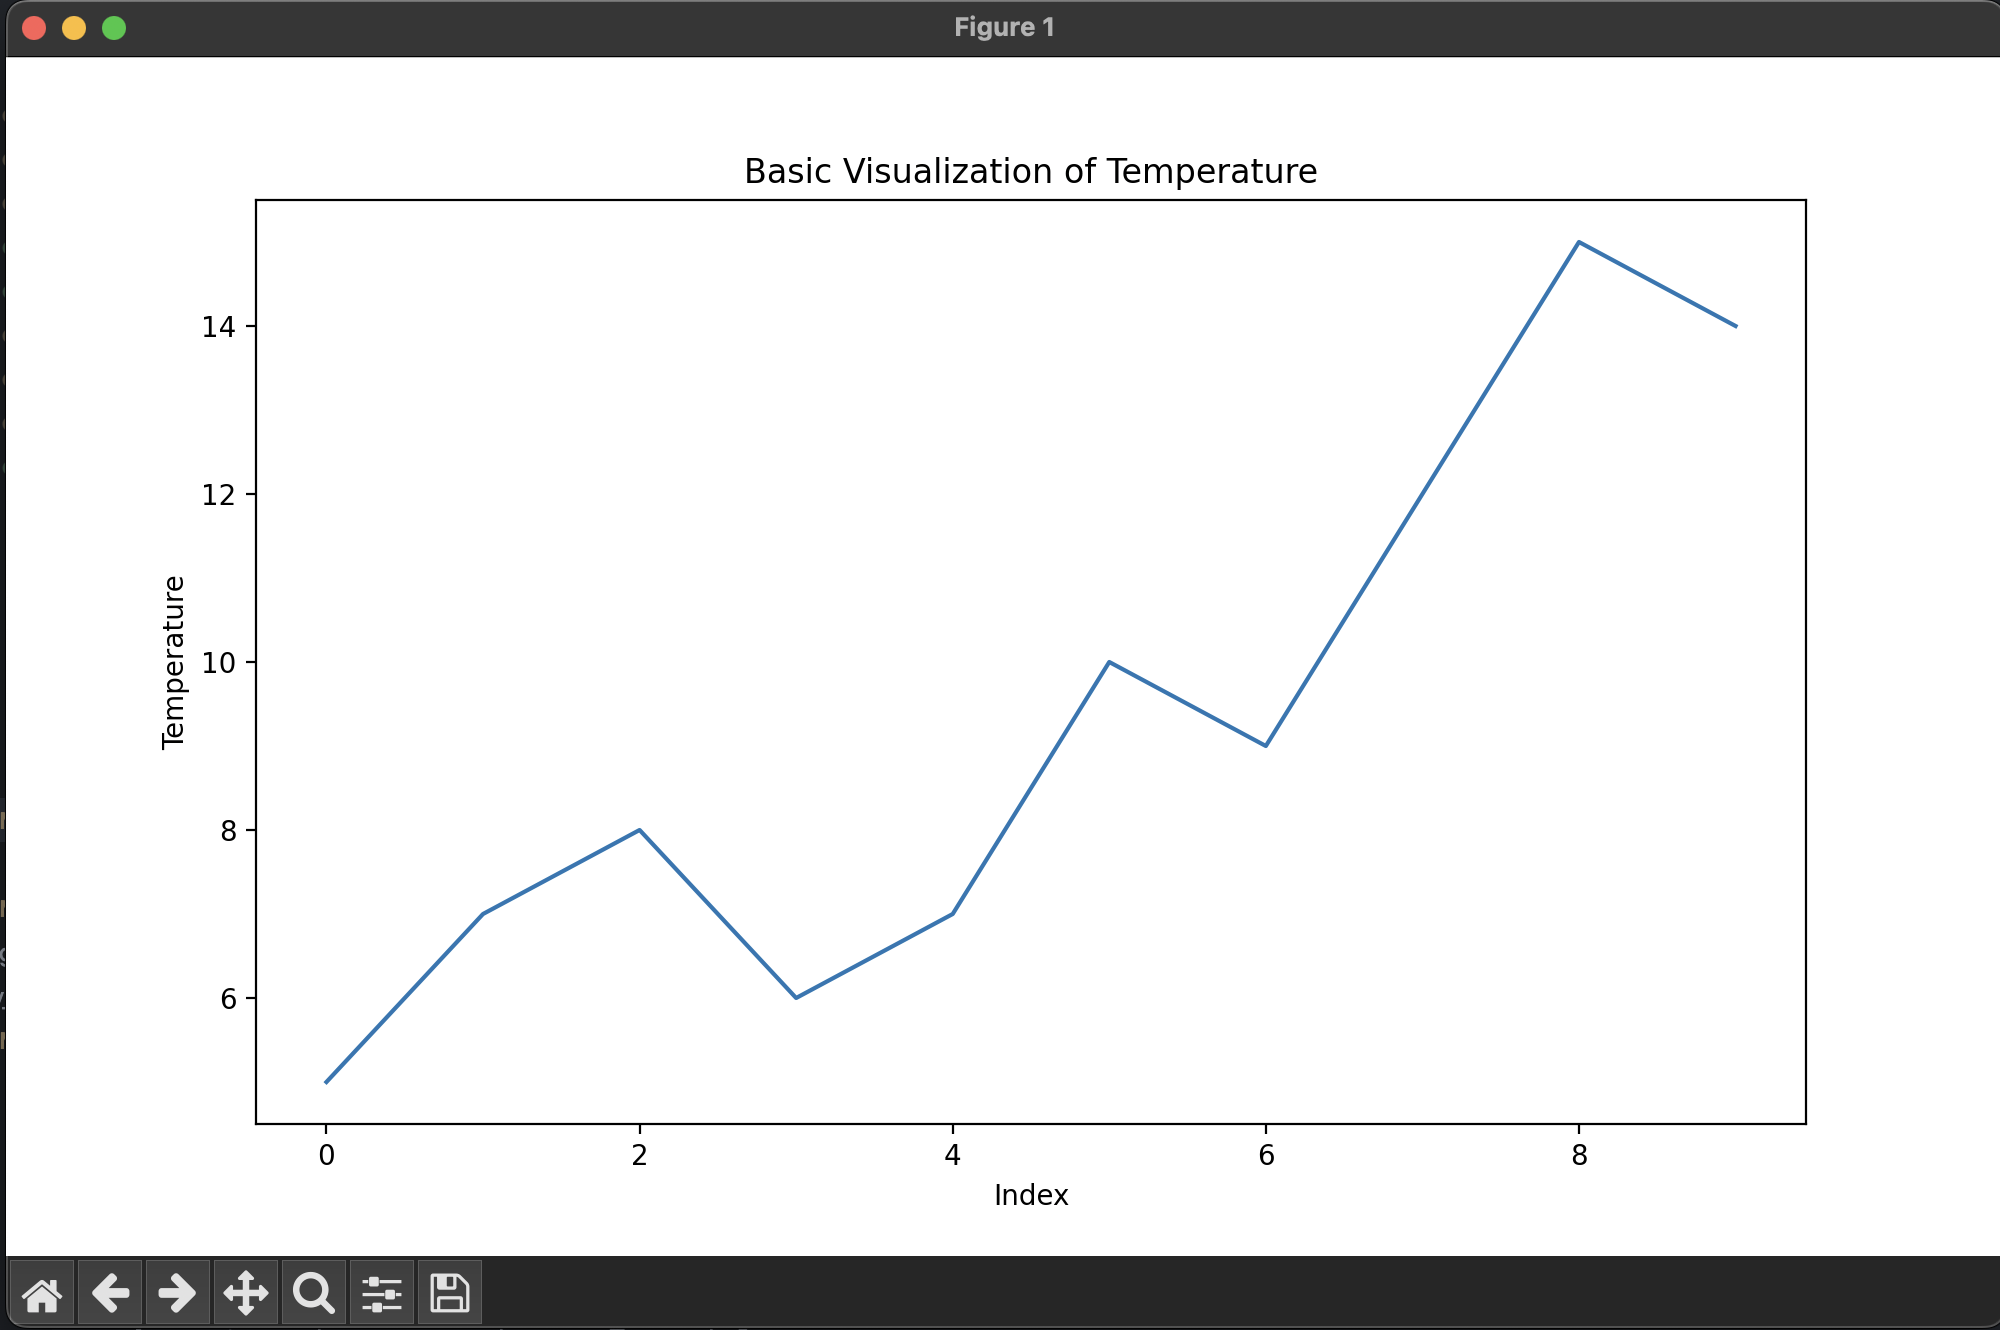 Figure 1
Basic Visualization of Temperature
14
12
10
8
6
Temperature
0 2 4 6 8
Index